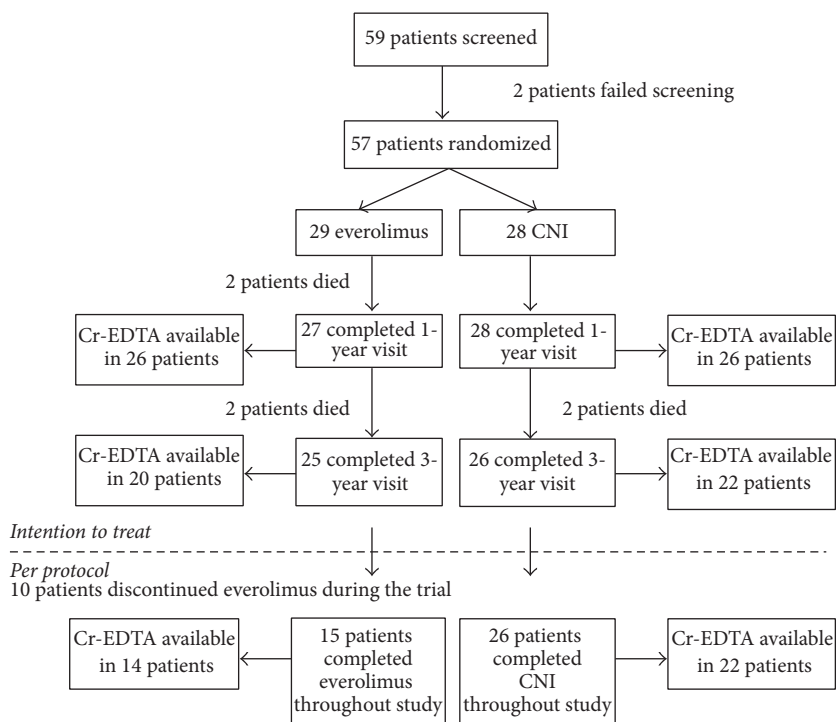 59 patients screened
2 patients failed screening
57 patients randomized
29 everolimus
28 CNI
2 patients died
Cr-EDTA available
in 26 patients
27 completed 1-
year visit
28 completed 1-
year visit
Cr-EDTA available
in 26 patients
2 patients died
2 patients died
Cr-EDTA available
in 20 patients
25 completed 3-
year visit
26 completed 3-
year visit
Cr-EDTA available
in 22 patients
Intention to treat
Per protocol
10 patients discontinued everolimus during the trial
Cr-EDTA available
in 14 patients
15 patients
completed
everolimus
throughout study
26 patients
completed
CNI
throughout study
Cr-EDTA available
in 22 patients